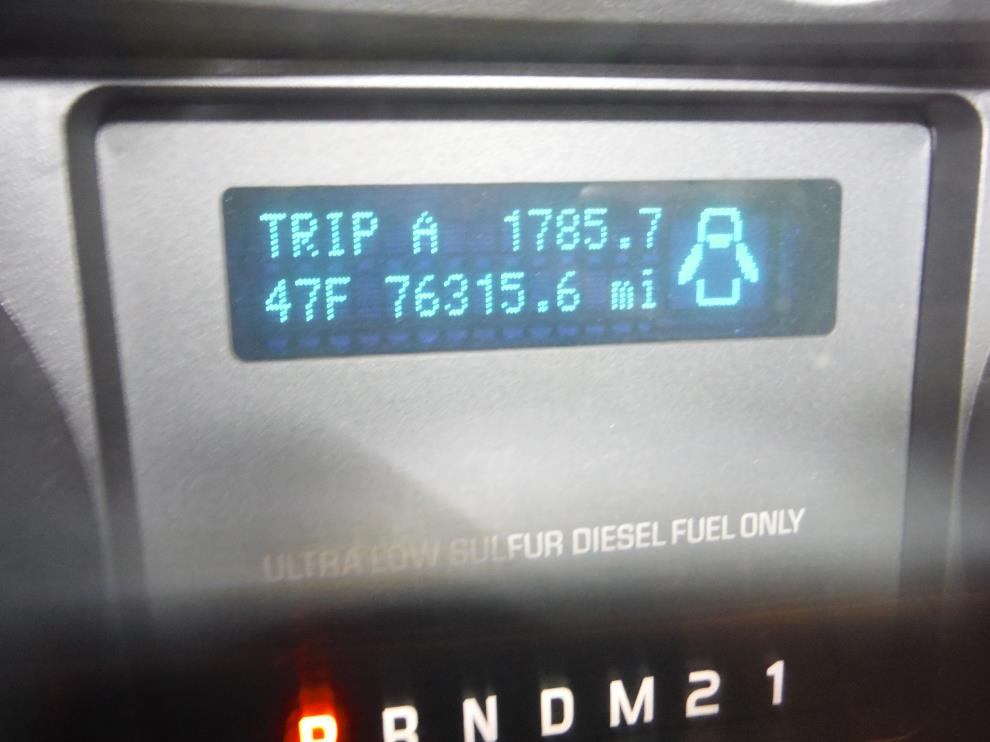 TRIP A 1785.7
47F 76315.6 mi
ULTRA LOW SULFUR DIESEL FUEL ONLY
P R N D M 2 1